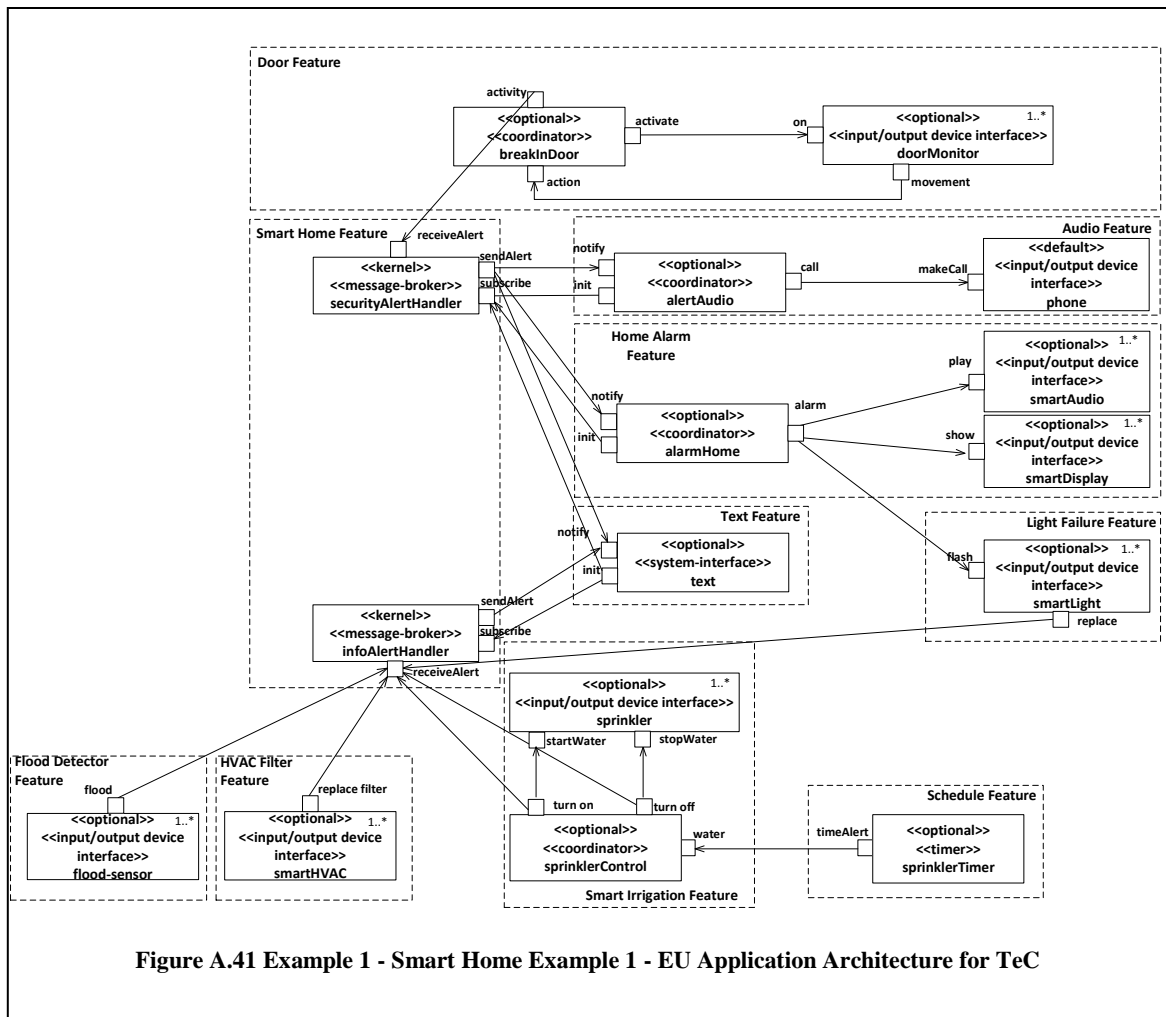 Door Feature
activity
<<optional>>
<<coordinator>>
breakInDoor
activate
action
on
<<optional>>
1..*
<<input/output device interface>>
doorMonitor
movement
Smart Home Feature
receiveAlert
<<kernel>>
<<message-broker>>
securityAlertHandler
sendAlert
subscribe
Audio Feature
notify
init
<<optional>>
<<coordinator>>
alertAudio
call
makeCall
<<default>>
<<input/output device
interface>>
phone
Home Alarm
Feature
notify
init
<<optional>>
<<coordinator>>
alarmHome
alarm
play
<<optional>>
1..*
<<input/output device
interface>>
smartAudio
show
<<optional>>
1..*
<<input/output device
interface>>
smartDisplay
Text Feature
notify
init
<<optional>>
<<system-interface>>
text
Light Failure Feature
flash
<<optional>>
1..*
<<input/output device
interface>>
smartLight
replace
<<kernel>>
<<message-broker>>
infoAlertHandler
sendAlert
subscribe
receiveAlert
<<optional>>
1..*
<<input/output device interface>>
sprinkler
startWater
stopWater
turn on
turn off
<<optional>>
<<coordinator>>
sprinklerControl
water
Smart Irrigation Feature
Flood Detector
Feature
flood
<<optional>>
1..*
<<input/output device
interface>>
flood-sensor
HVAC Filter
Feature
replace filter
<<optional>>
1..*
<<input/output device
interface>>
smartHVAC
Schedule Feature
timeAlert
<<optional>>
<<timer>>
sprinklerTimer
Figure A.41 Example 1 - Smart Home Example 1 - EU Application Architecture for TeC